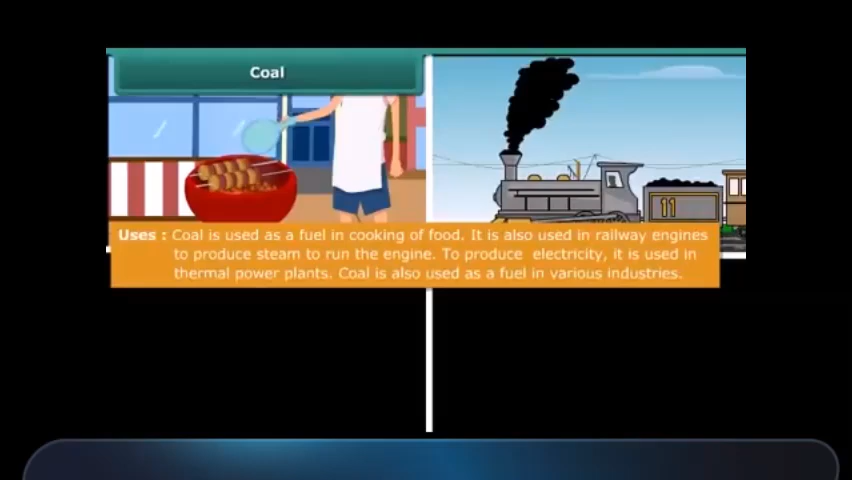 Coal
11
Uses : Coal is used as a fuel in cooking of food. It is also used in railway engines
to produce steam to run the engine. To produce electricity, it is used in
thermal power plants. Coal is also used as a fuel in various industries.